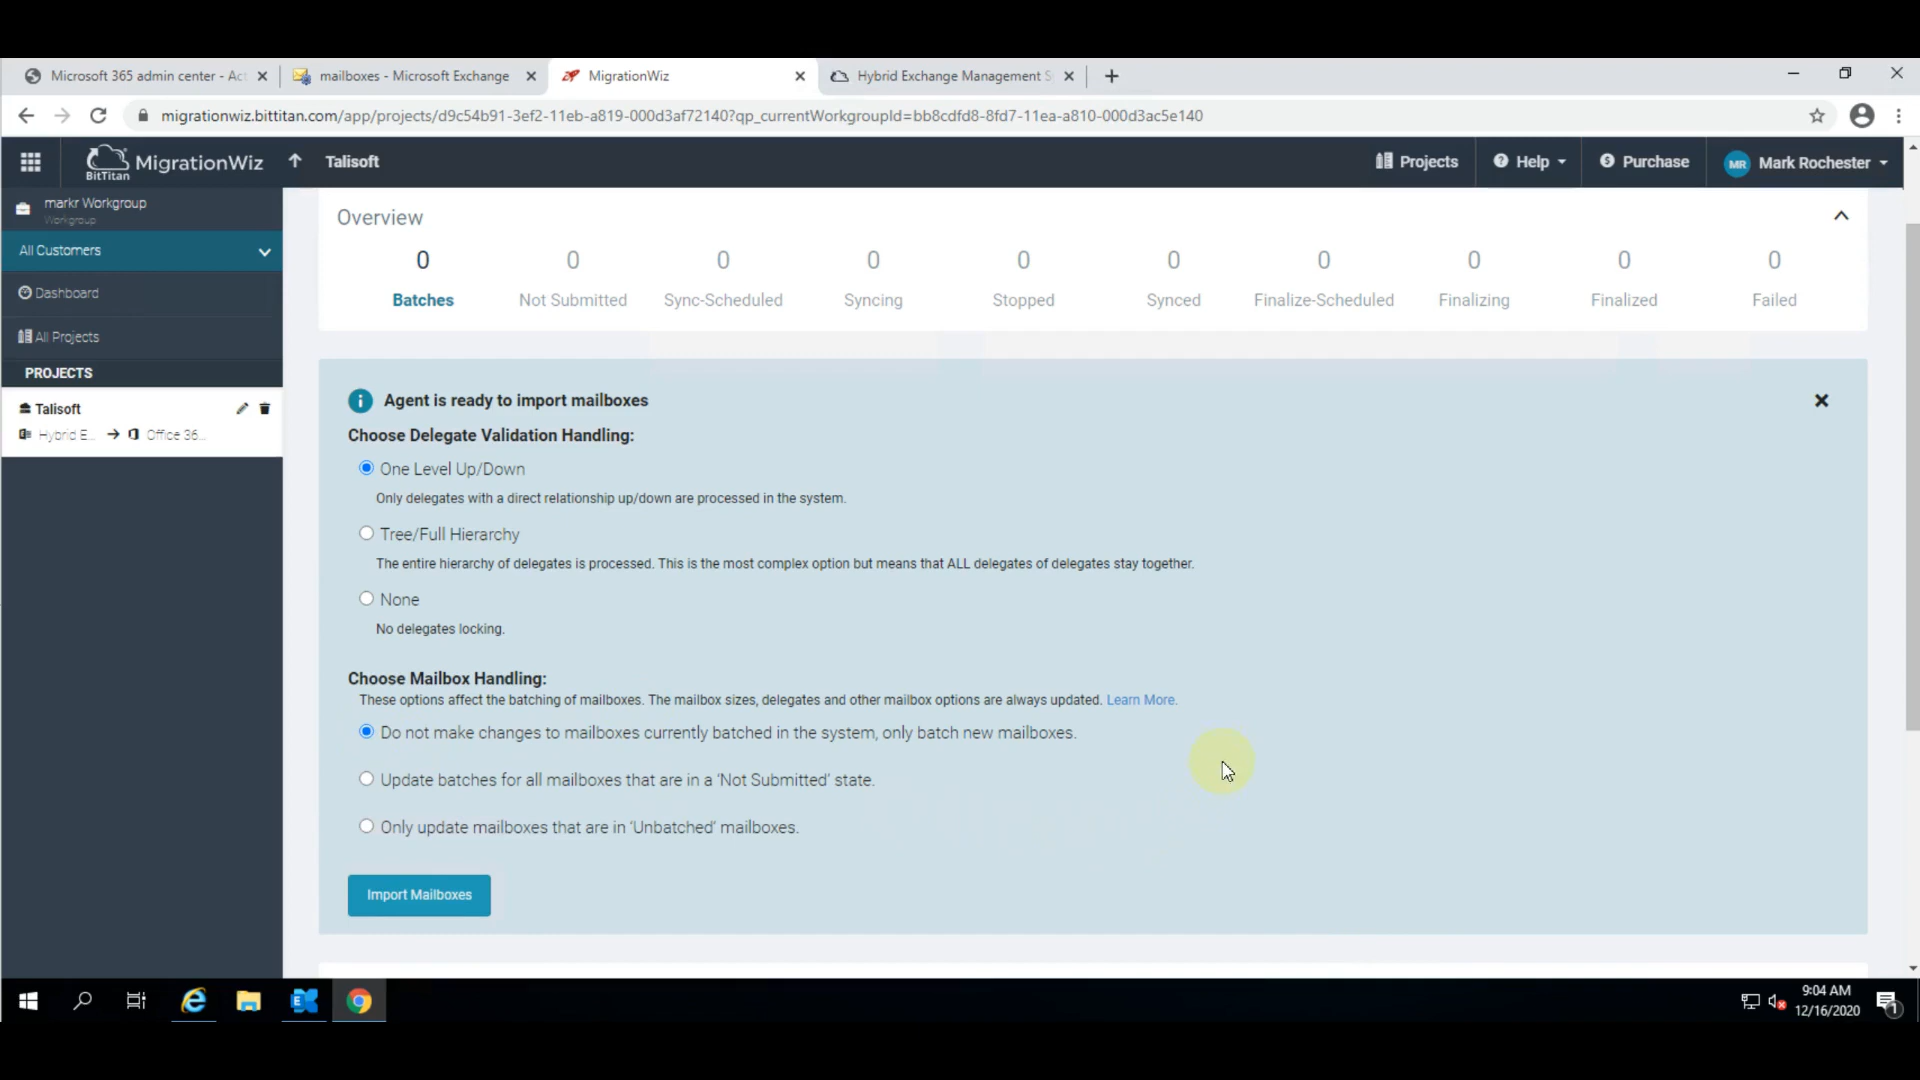 Microsoft 365 admin center - Act
mailboxes - Microsoft Exchange
MigrationWiz
Hybrid Exchange Management S
migrationwiz.bittitan.com/app/projects/d9c54b91-3ef2-11eb-a819-000d3af72140?qp_currentWorkgroupId=bb8cdfd8-8fd7-11ea-a810-000d3ac5e140
BitTitan MigrationWiz
Talisoft
Projects
Help
Purchase
MR Mark Rochester
markr Workgroup
Workgroup
All Customers
Dashboard
All Projects
PROJECTS
Talisoft
Hybrid E... Office 36...
Overview
0 0 0 0 0 0 0 0 0 0
Batches Not Submitted Sync-Scheduled Syncing Stopped Synced Finalize-Scheduled Finalizing Finalized Failed
Agent is ready to import mailboxes
Choose Delegate Validation Handling:
One Level Up/Down
Only delegates with a direct relationship up/down are processed in the system.
Tree/Full Hierarchy
The entire hierarchy of delegates is processed. This is the most complex option but means that ALL delegates of delegates stay together.
None
No delegates locking.
Choose Mailbox Handling:
These options affect the batching of mailboxes. The mailbox sizes, delegates and other mailbox options are always updated. Learn More.
Do not make changes to mailboxes currently batched in the system, only batch new mailboxes.
Update batches for all mailboxes that are in a 'Not Submitted' state.
Only update mailboxes that are in 'Unbatched' mailboxes.
Import Mailboxes
9:04 AM
12/16/2020
1